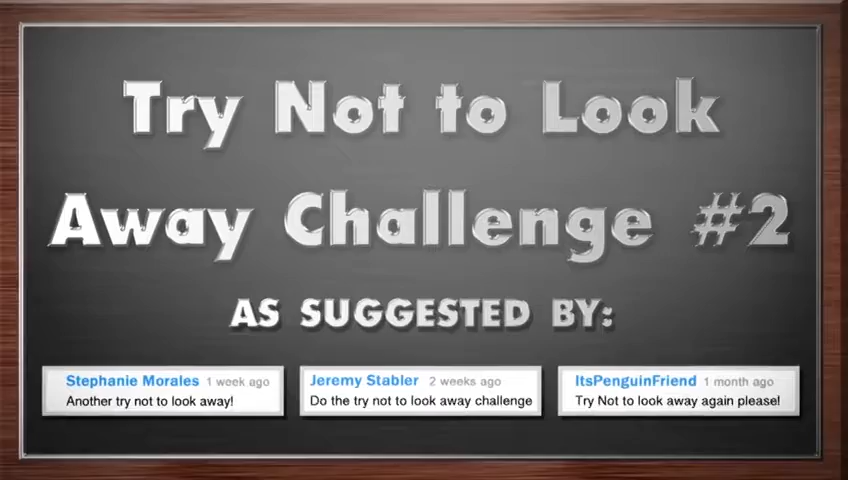 Try Not to Look
Away Challenge #2
AS SUGGESTED BY:
Stephanie Morales 1 week ago
Another try not to look away!
Jeremy Stabler 2 weeks ago
Do the try not to look away challenge
ItsPenguinFriend 1 month ago
Try Not to look away again please!